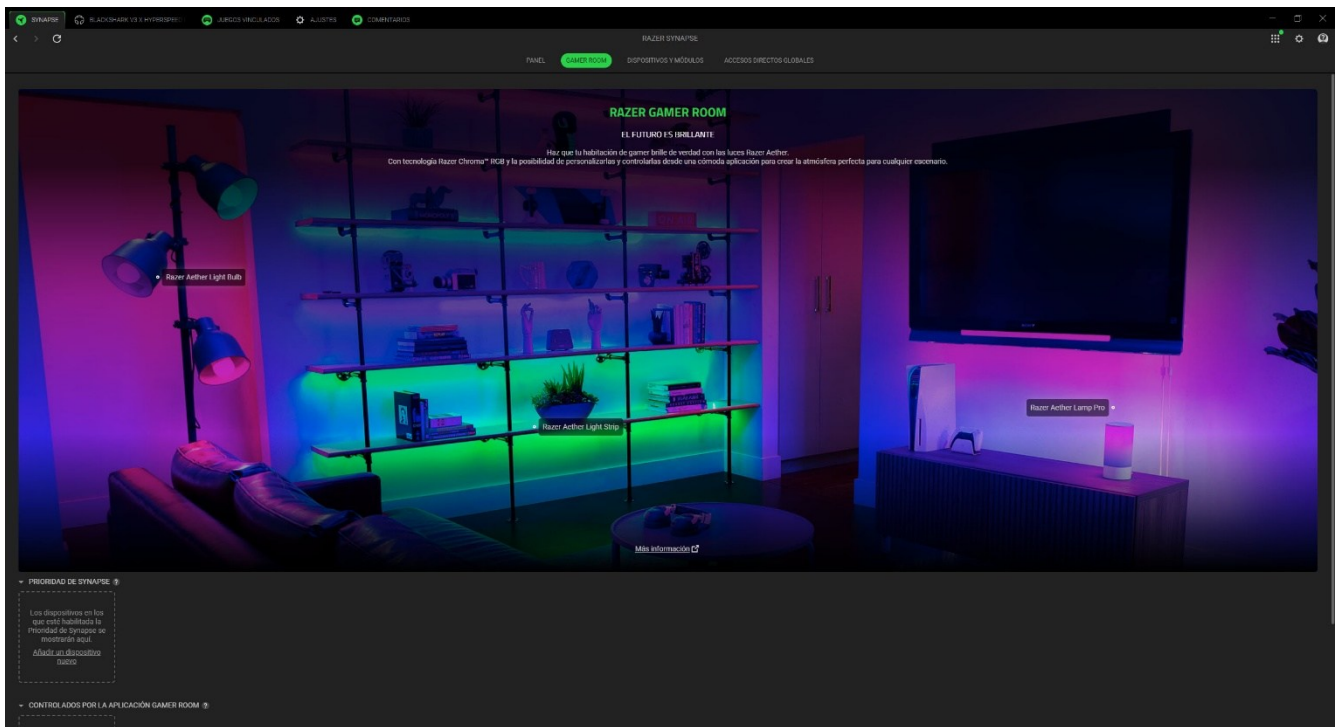 SYNAPSE
BLACKSHARK V3 X HYPERSPEED
JUEGOS VINCULADOS
AJUSTES
COMENTARIOS
RAZER SYNAPSE
PANEL
GAMER ROOM
DISPOSITIVOS Y MÓDULOS
ACCESOS DIRECTOS GLOBALES
RAZER GAMER ROOM
EL FUTURO ES BRILLANTE
Haz que tu habitación de gamer brille de verdad con las luces Razer Aether.
Con tecnología Razer Chroma™ RGB y la posibilidad de personalizarlas y controlarlas desde una cómoda aplicación para crear la atmósfera perfecta para cualquier escenario.
Razer Aether Light Bulb
Razer Aether Lamp Pro
Razer Aether Light Strip
Más información
PRIORIDAD DE SYNAPSE ?
Los dispositivos en los
que esté habilitada la
Prioridad de Synapse se
mostrarán aquí.
Añadir un dispositivo
nuevo
CONTROLADOS POR LA APLICACIÓN GAMER ROOM ?